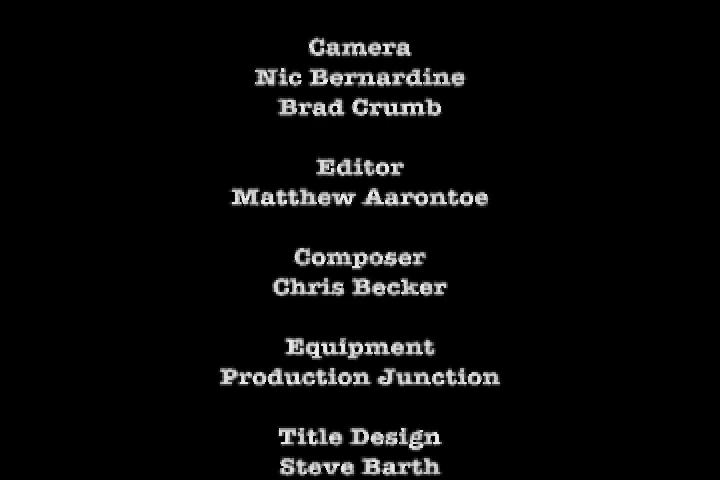 Camera
Nic Bernardine
Brad Crumb
Editor
Matthew Aarontoe
Composer
Chris Becker
Equipment
Production Junction
Title Design
Steve Barth